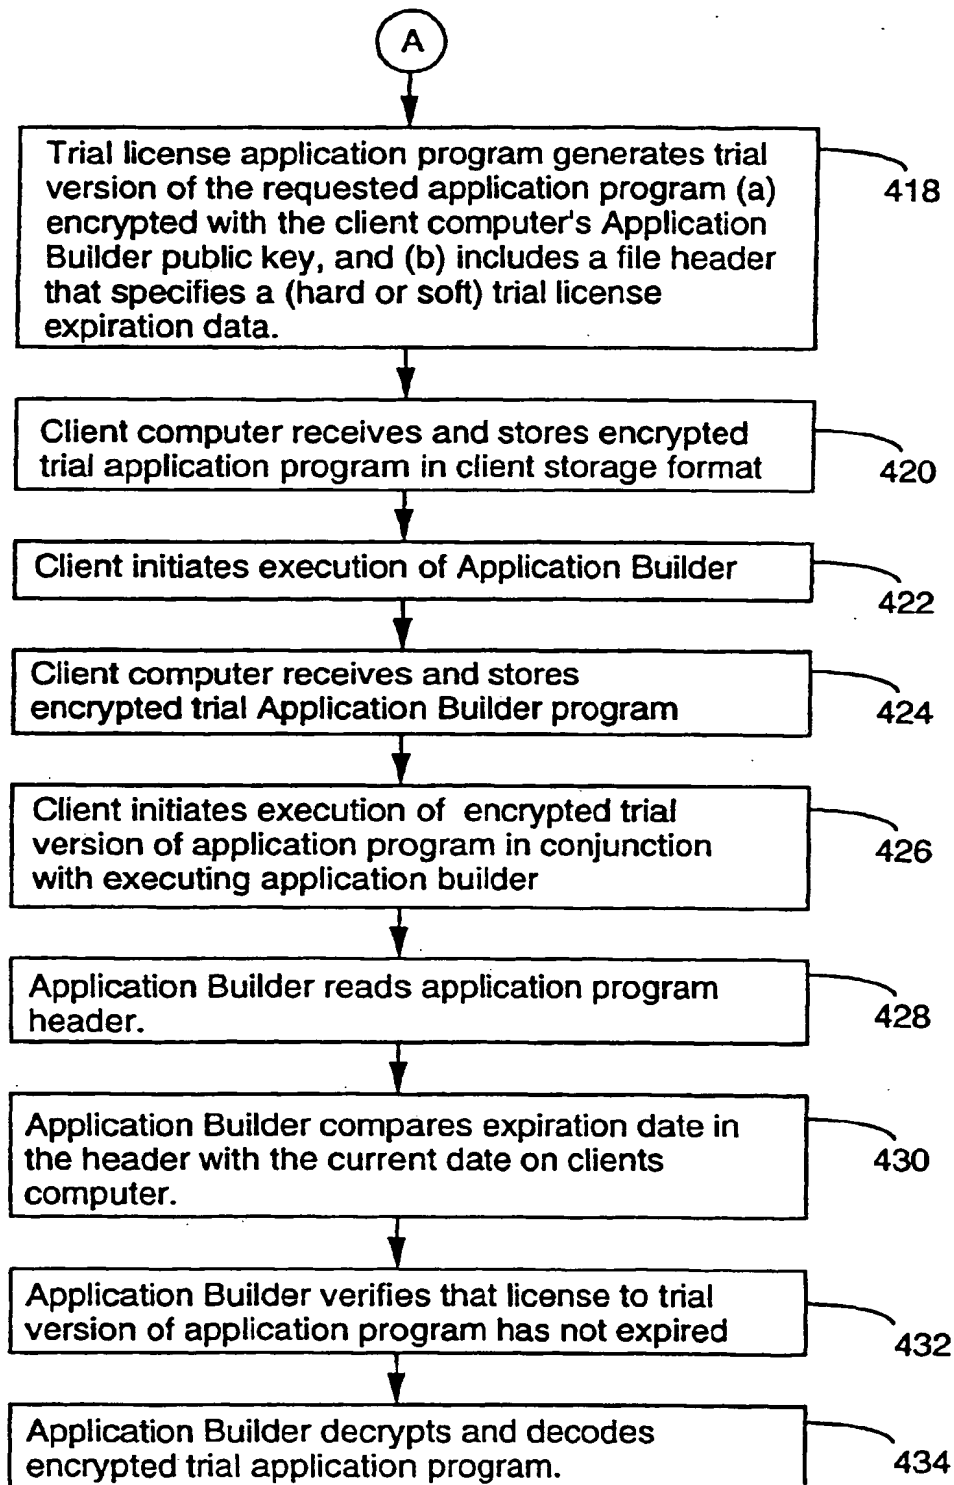 A
Trial license application program generates trial
version of the requested application program (a)
encrypted with the client computer's Application
Builder public key, and (b) includes a file header
that specifies a (hard or soft) trial license
expiration data.
418
Client computer receives and stores encrypted
trial application program in client storage format
420
Client initiates execution of Application Builder
422
Client computer receives and stores
encrypted trial Application Builder program
424
Client initiates execution of encrypted trial
version of application program in conjunction
with executing application builder
426
Application Builder reads application program
header.
428
Application Builder compares expiration date in
the header with the current date on clients
computer.
430
Application Builder verifies that license to trial
version of application program has not expired
432
Application Builder decrypts and decodes
encrypted trial application program.
434